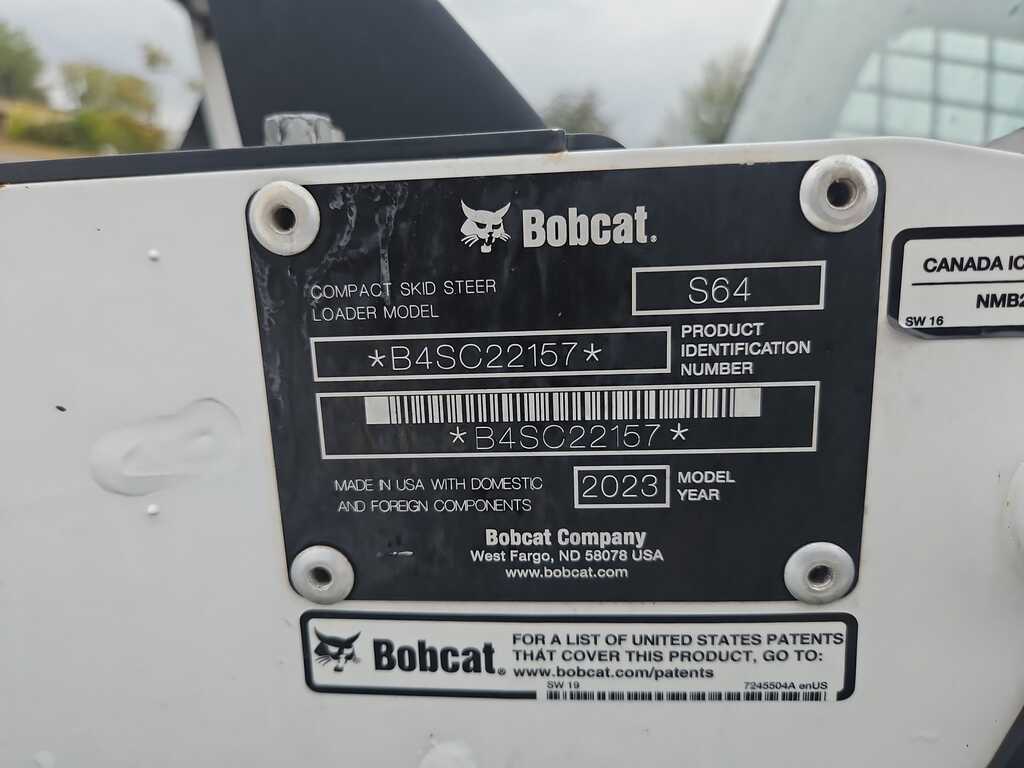 Bobcat.
COMPACT SKID STEER
LOADER MODEL
S64
*B4SC22157*
PRODUCT
IDENTIFICATION
NUMBER
*B4SC22157*
MADE IN USA WITH DOMESTIC
AND FOREIGN COMPONENTS
2023
MODEL
YEAR
Bobcat Company
West Fargo, ND 58078 USA
www.bobcat.com
CANADA IC
NMB2
SW 16
Bobcat.
FOR A LIST OF UNITED STATES PATENTS
THAT COVER THIS PRODUCT, GO TO:
www.bobcat.com/patents
SW 19
7245504A enUS